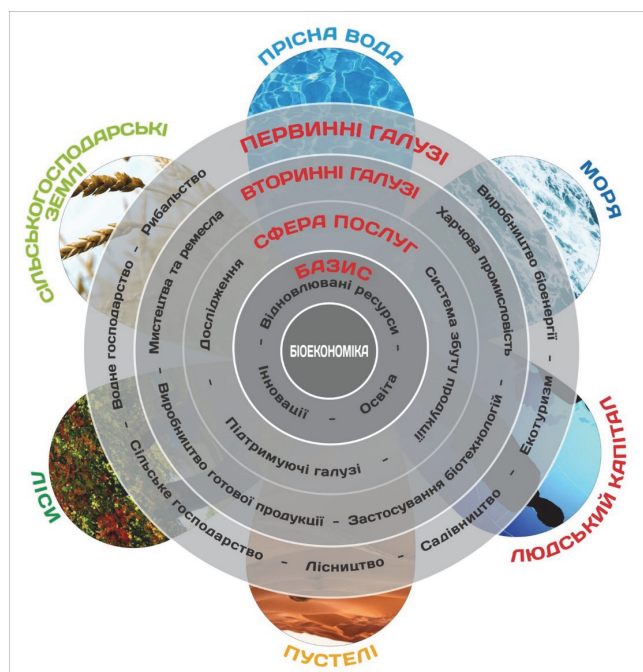 ПРІСНА ВОДА
МОРЯ
ЛЮДСЬКИЙ КАПІТАЛ
ПУСТЕЛІ
ЛІСИ
СІЛЬСЬКОГОСПОДАРСЬКІ
ЗЕМЛІ
ПЕРВИННІ ГАЛУЗІ
Водне господарство - Рибальство
Виробництво біоенергії -
Екотуризм
- Сільське господарство - Лісництво - Садівництво -
ВТОРИННІ ГАЛУЗІ
Мистецтва та ремесла
Харчова промисловість
- Виробництво готової продукції - Застосування біотехнологій -
СФЕРА ПОСЛУГ
Дослідження
Система збуту продукції
- Підтримуючі галузі -
БАЗИС
Відновлювані ресурси -
- Інновації - Освіта
БІОЕКОНОМІКА